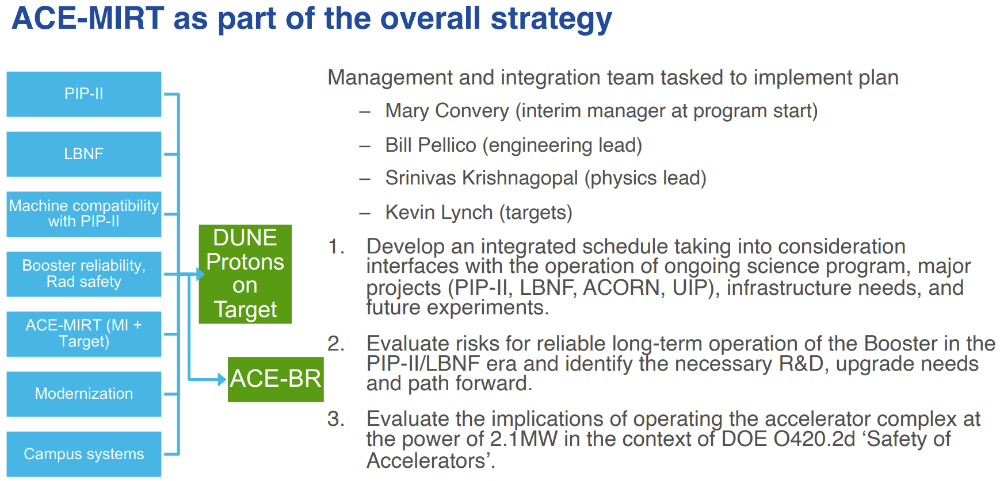 ACE-MIRT as part of the overall strategy
PIP-II
LBNF
Machine compatibility
with PIP-II
Booster reliability,
Rad safety
ACE-MIRT (MI +
Target)
Modernization
Campus systems
DUNE
Protons
on
Target
ACE-BR
Management and integration team tasked to implement plan
– Mary Convery (interim manager at program start)
– Bill Pellico (engineering lead)
– Srinivas Krishnagopal (physics lead)
– Kevin Lynch (targets)
1. Develop an integrated schedule taking into consideration
interfaces with the operation of ongoing science program, major
projects (PIP-II, LBNF, ACORN, UIP), infrastructure needs, and
future experiments.
2. Evaluate risks for reliable long-term operation of the Booster in the
PIP-II/LBNF era and identify the necessary R&D, upgrade needs
and path forward.
3. Evaluate the implications of operating the accelerator complex at
the power of 2.1MW in the context of DOE O420.2d ‘Safety of
Accelerators’.